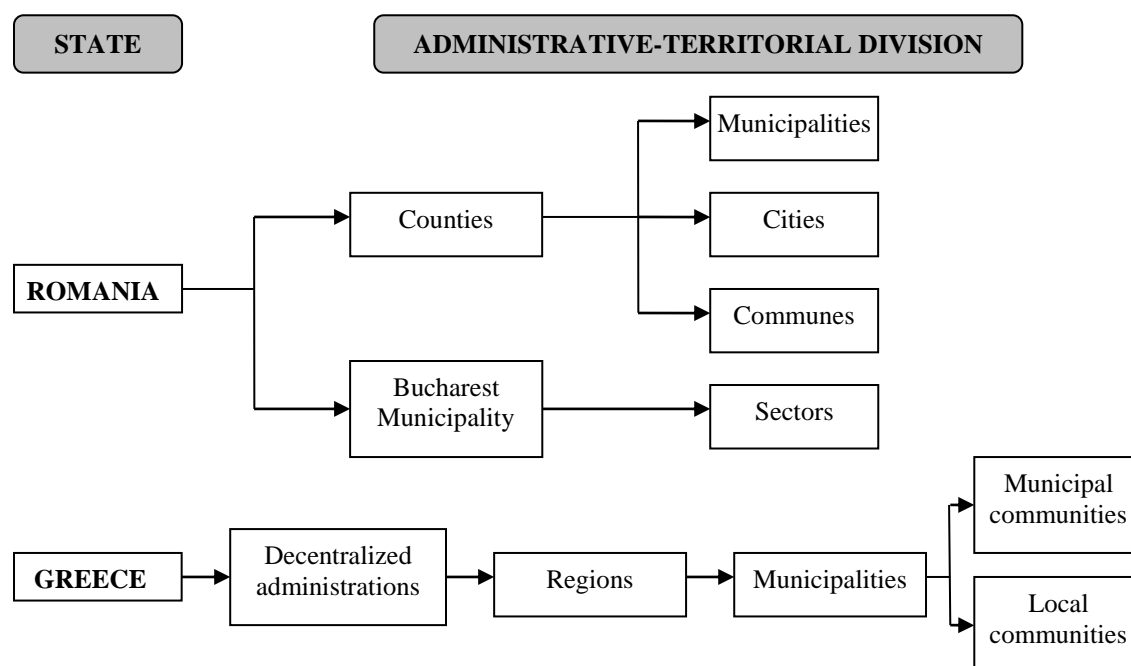 STATE
ADMINISTRATIVE-TERRITORIAL DIVISION
Municipalities
Counties
Cities
ROMANIA
Communes
Bucharest
Municipality
Sectors
Municipal
communities
GREECE
Decentralized
administrations
Regions
Municipalities
Local
communities